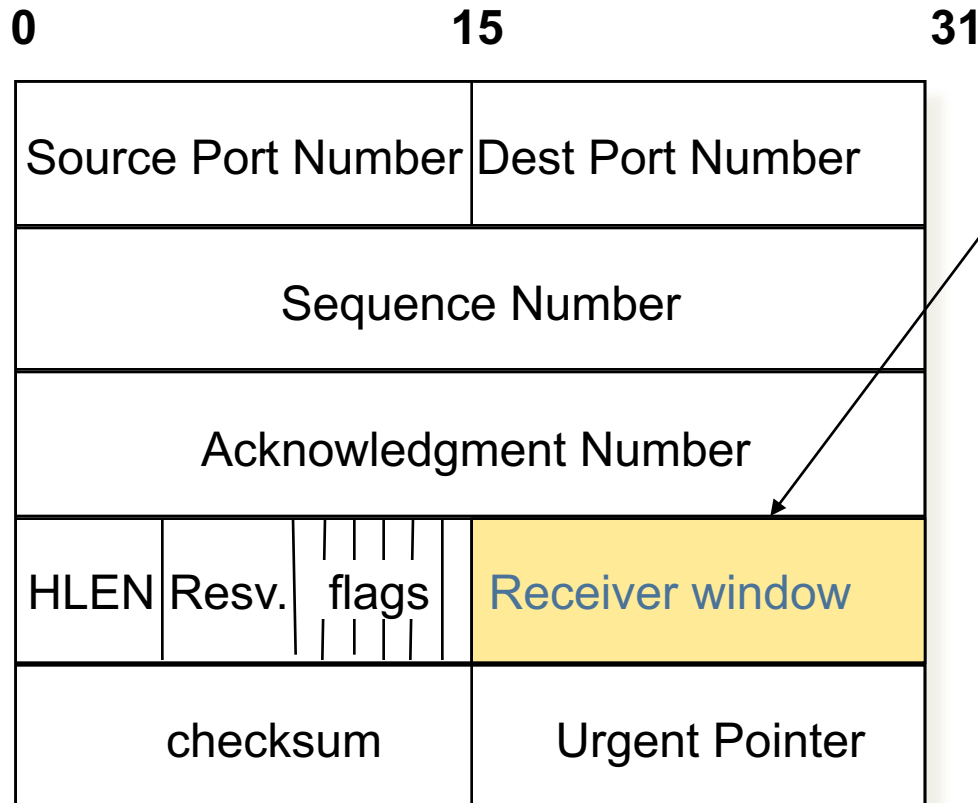 0 15 31
Source Port Number Dest Port Number
Sequence Number
Acknowledgment Number
HLEN Resv. flags Receiver window
checksum Urgent Pointer